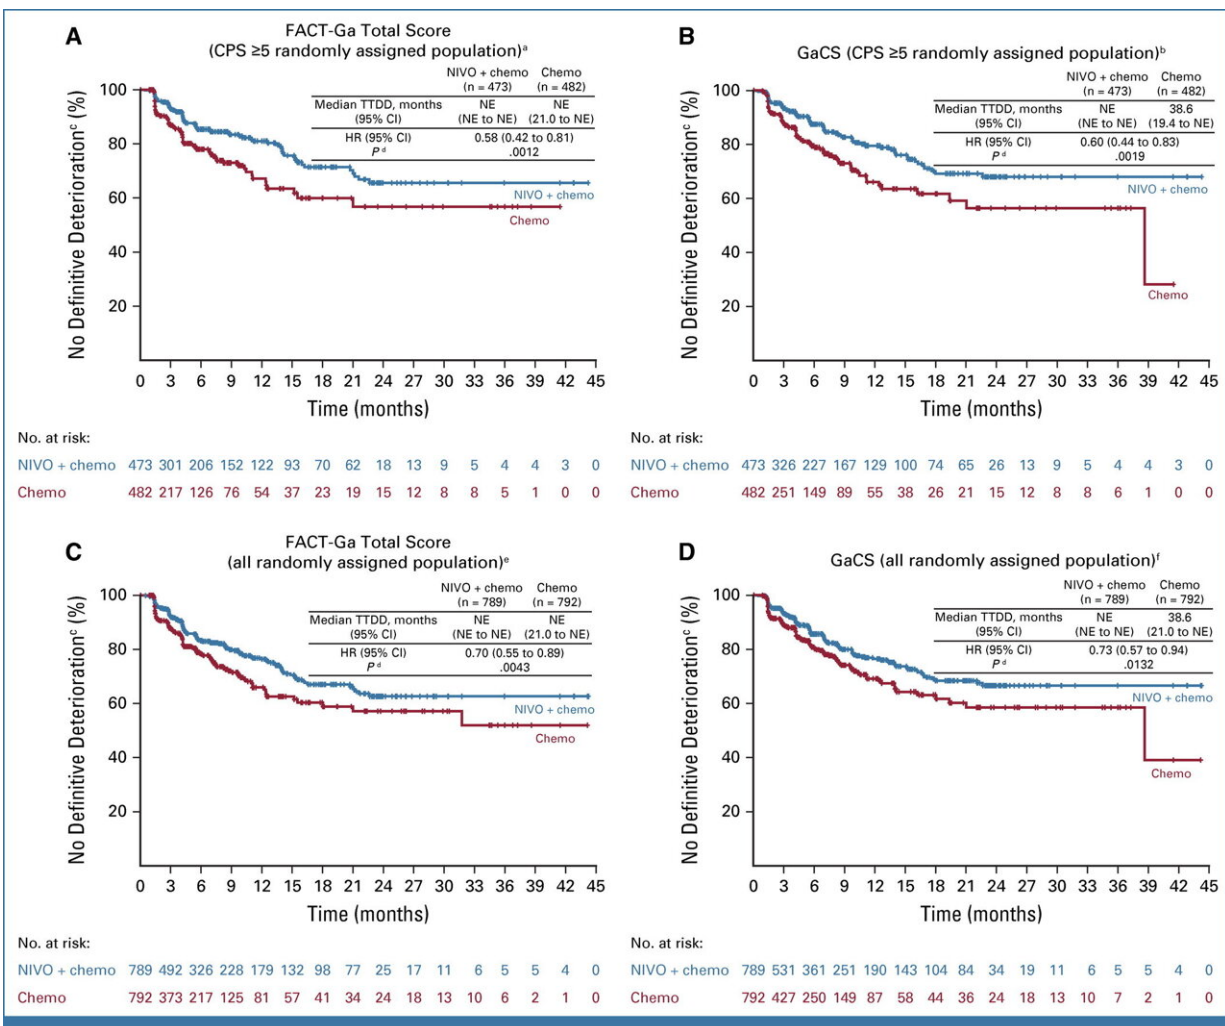 A
FACT-Ga Total Score
(CPS ≥5 randomly assigned population)ᵃ
NIVO + chemo Chemo
(n = 473) (n = 482)
Median TTDD, months NE NE
(95% CI) (NE to NE) (21.0 to NE)
HR (95% CI) 0.58 (0.42 to 0.81)
P ᵈ .0012
No Definitive Deteriorationᶜ (%)
100
80
60
40
20
NIVO + chemo
Chemo
0 3 6 9 12 15 18 21 24 27 30 33 36 39 42 45
Time (months)
No. at risk:
NIVO + chemo 473 301 206 152 122 93 70 62 18 13 9 5 4 4 3 0
Chemo 482 217 126 76 54 37 23 19 15 12 8 8 5 1 0 0
B
GaCS (CPS ≥5 randomly assigned population)ᵇ
NIVO + chemo Chemo
(n = 473) (n = 482)
Median TTDD, months NE 38.6
(95% CI) (NE to NE) (19.4 to NE)
HR (95% CI) 0.60 (0.44 to 0.83)
P ᵈ .0019
No Definitive Deteriorationᶜ (%)
100
80
60
40
20
NIVO + chemo
Chemo
0 3 6 9 12 15 18 21 24 27 30 33 36 39 42 45
Time (months)
No. at risk:
NIVO + chemo 473 326 227 167 129 100 74 65 26 13 9 5 4 4 3 0
Chemo 482 251 149 89 55 38 26 21 15 12 8 8 6 1 0 0
C
FACT-Ga Total Score
(all randomly assigned population)ᵉ
NIVO + chemo Chemo
(n = 789) (n = 792)
Median TTDD, months NE NE
(95% CI) (NE to NE) (21.0 to NE)
HR (95% CI) 0.70 (0.55 to 0.89)
P ᵈ .0043
No Definitive Deteriorationᶜ (%)
100
80
60
40
20
NIVO + chemo
Chemo
0 3 6 9 12 15 18 21 24 27 30 33 36 39 42 45
Time (months)
No. at risk:
NIVO + chemo 789 492 326 228 179 132 98 77 25 17 11 6 5 5 4 0
Chemo 792 373 217 125 81 57 41 34 24 18 13 10 6 2 1 0
D
GaCS (all randomly assigned population)ᶠ
NIVO + chemo Chemo
(n = 789) (n = 792)
Median TTDD, months NE 38.6
(95% CI) (NE to NE) (21.0 to NE)
HR (95% CI) 0.73 (0.57 to 0.94)
P ᵈ .0132
No Definitive Deteriorationᶜ (%)
100
80
60
40
20
NIVO + chemo
Chemo
0 3 6 9 12 15 18 21 24 27 30 33 36 39 42 45
Time (months)
No. at risk:
NIVO + chemo 789 531 361 251 190 143 104 84 34 19 11 6 5 5 4 0
Chemo 792 427 250 149 87 58 44 36 24 18 13 10 7 2 1 0